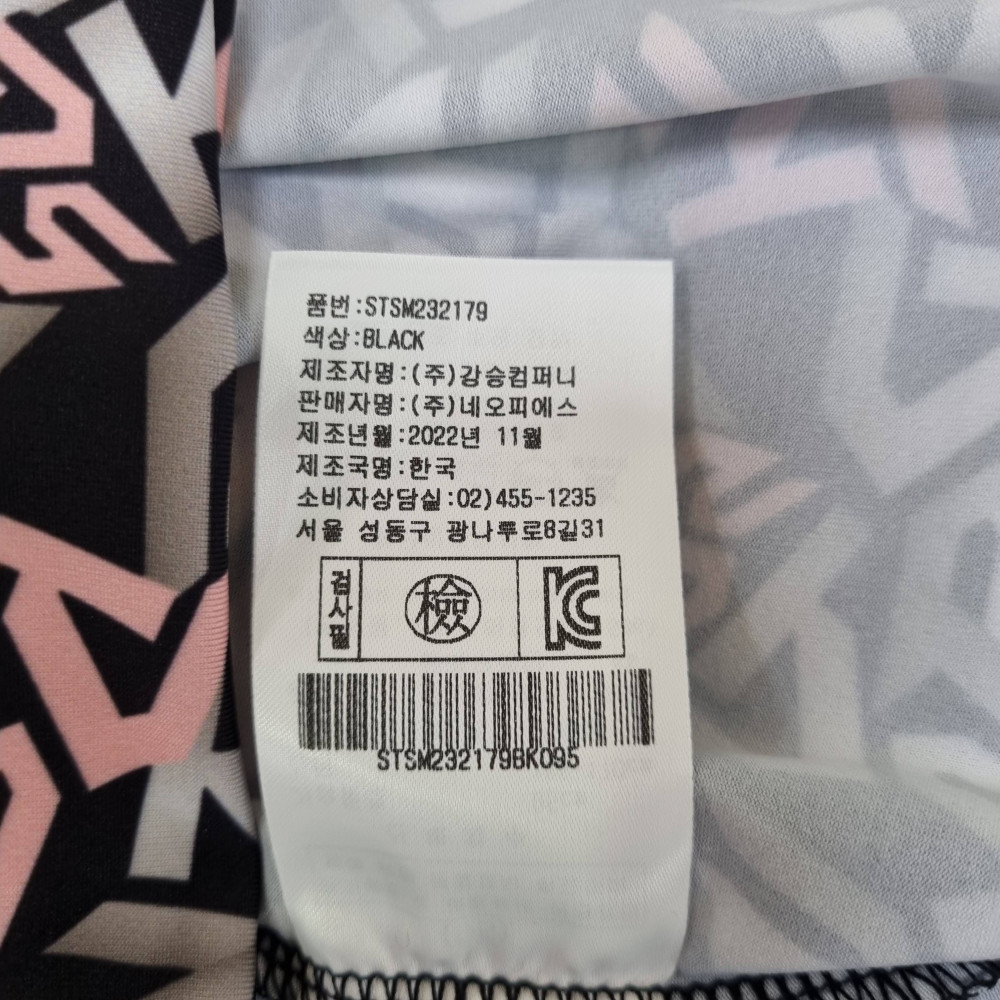 품번:STSM232179
색상:BLACK
제조자명:(주)강승컴퍼니
판매자명:(주)네오피에스
제조년월:2022년 11월
제조국명:한국
소비자상담실:02)455-1235
서울 성동구 광나루로8길31
검사필 檢 KC
STSM232179BK095